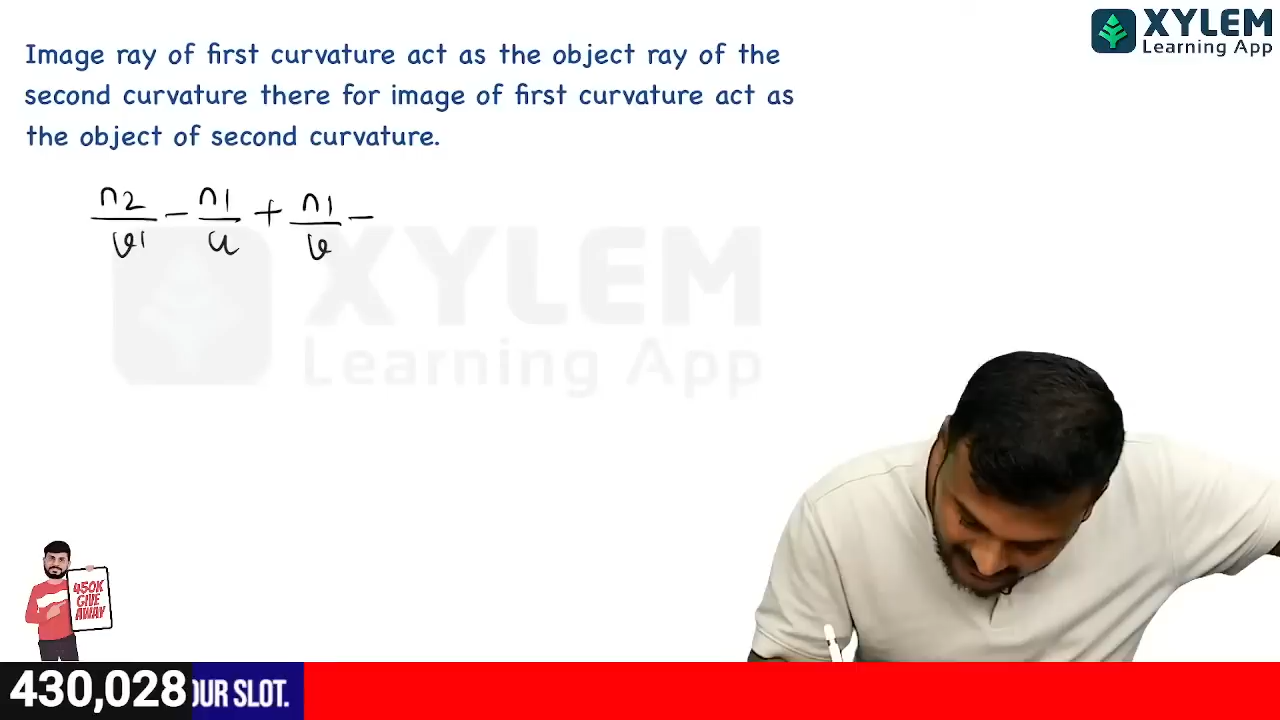 XYLEM
Learning App
Image ray of first curvature act as the object ray of the
second curvature there for image of first curvature act as
the object of second curvature.
n2/v' - n1/u + n1/v -
XYLEM
Learning App
450K
GIVE
AWAY
430,028
OUR SLOT.